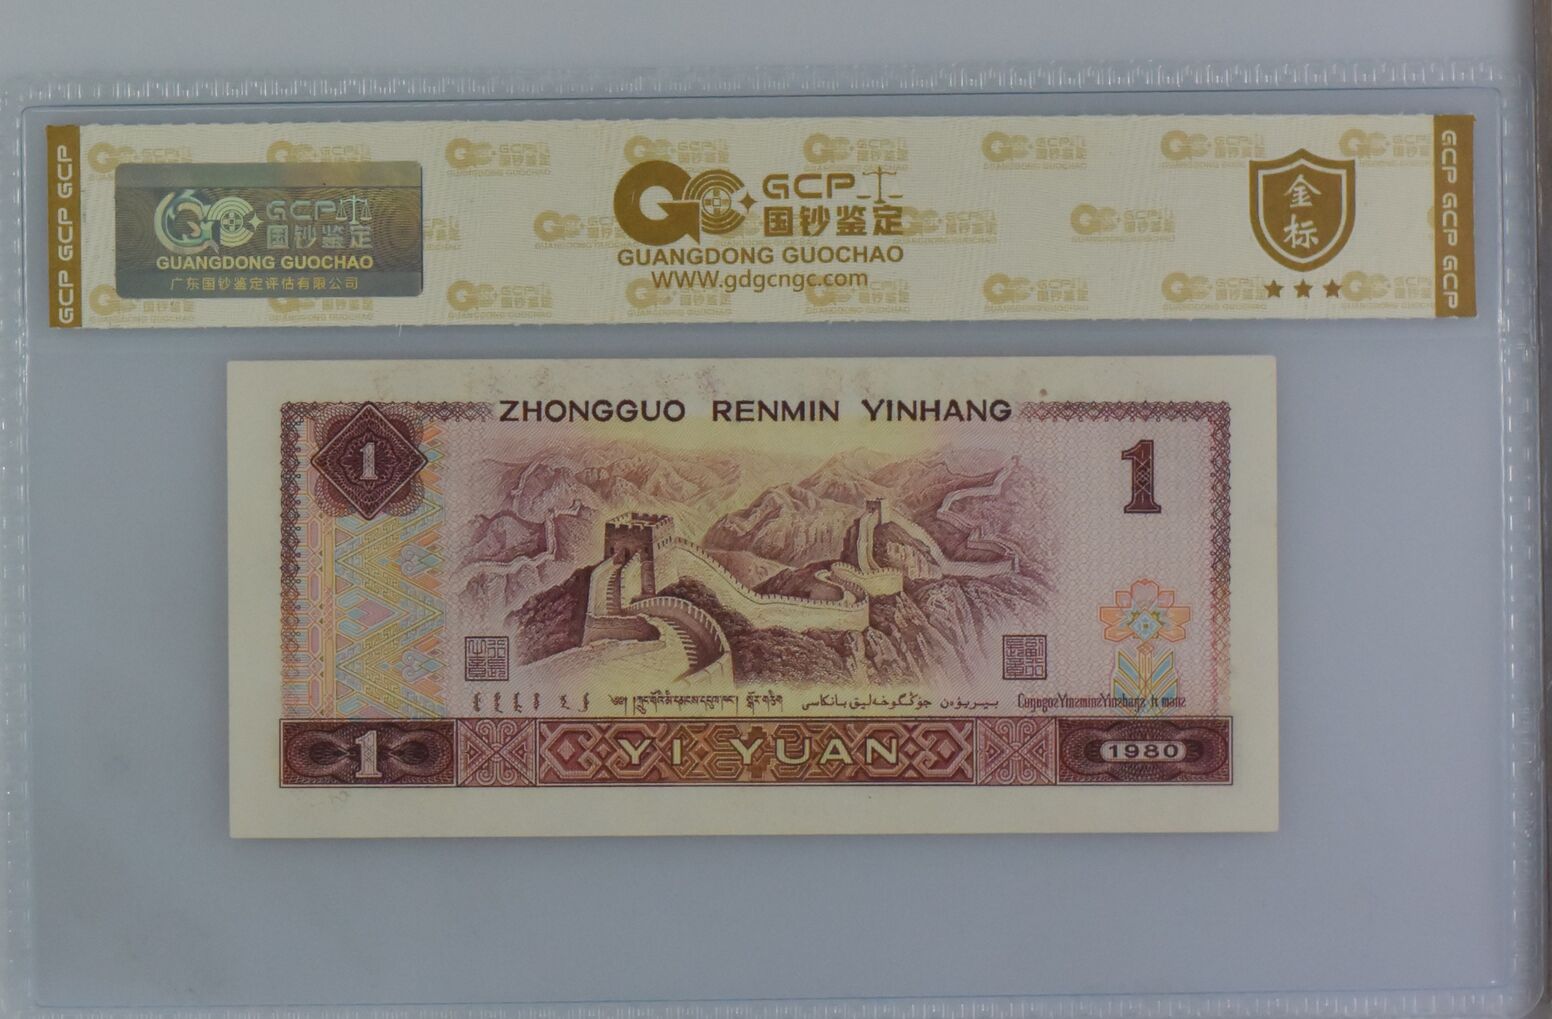 GCP GCP GCP
GCP
国钞鉴定
GUANGDONG GUOCHAO
广东国钞鉴定评估有限公司
GCP
国钞鉴定
GUANGDONG GUOCHAO
WWW.gdgcngc.com
金
标
GCP GCP GCP
ZHONGGUO RENMIN YINHANG
1
1
YI YUAN
1
1980